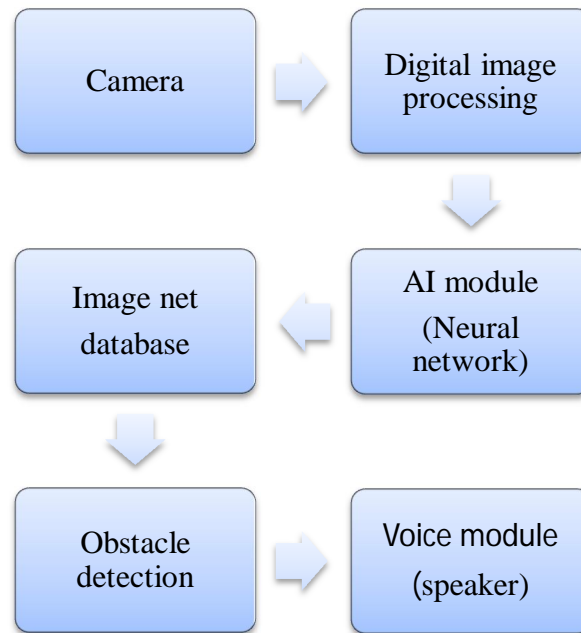 Camera
Digital image
processing
AI module
(Neural
network)
Image net
database
Obstacle
detection
Voice module
(speaker)